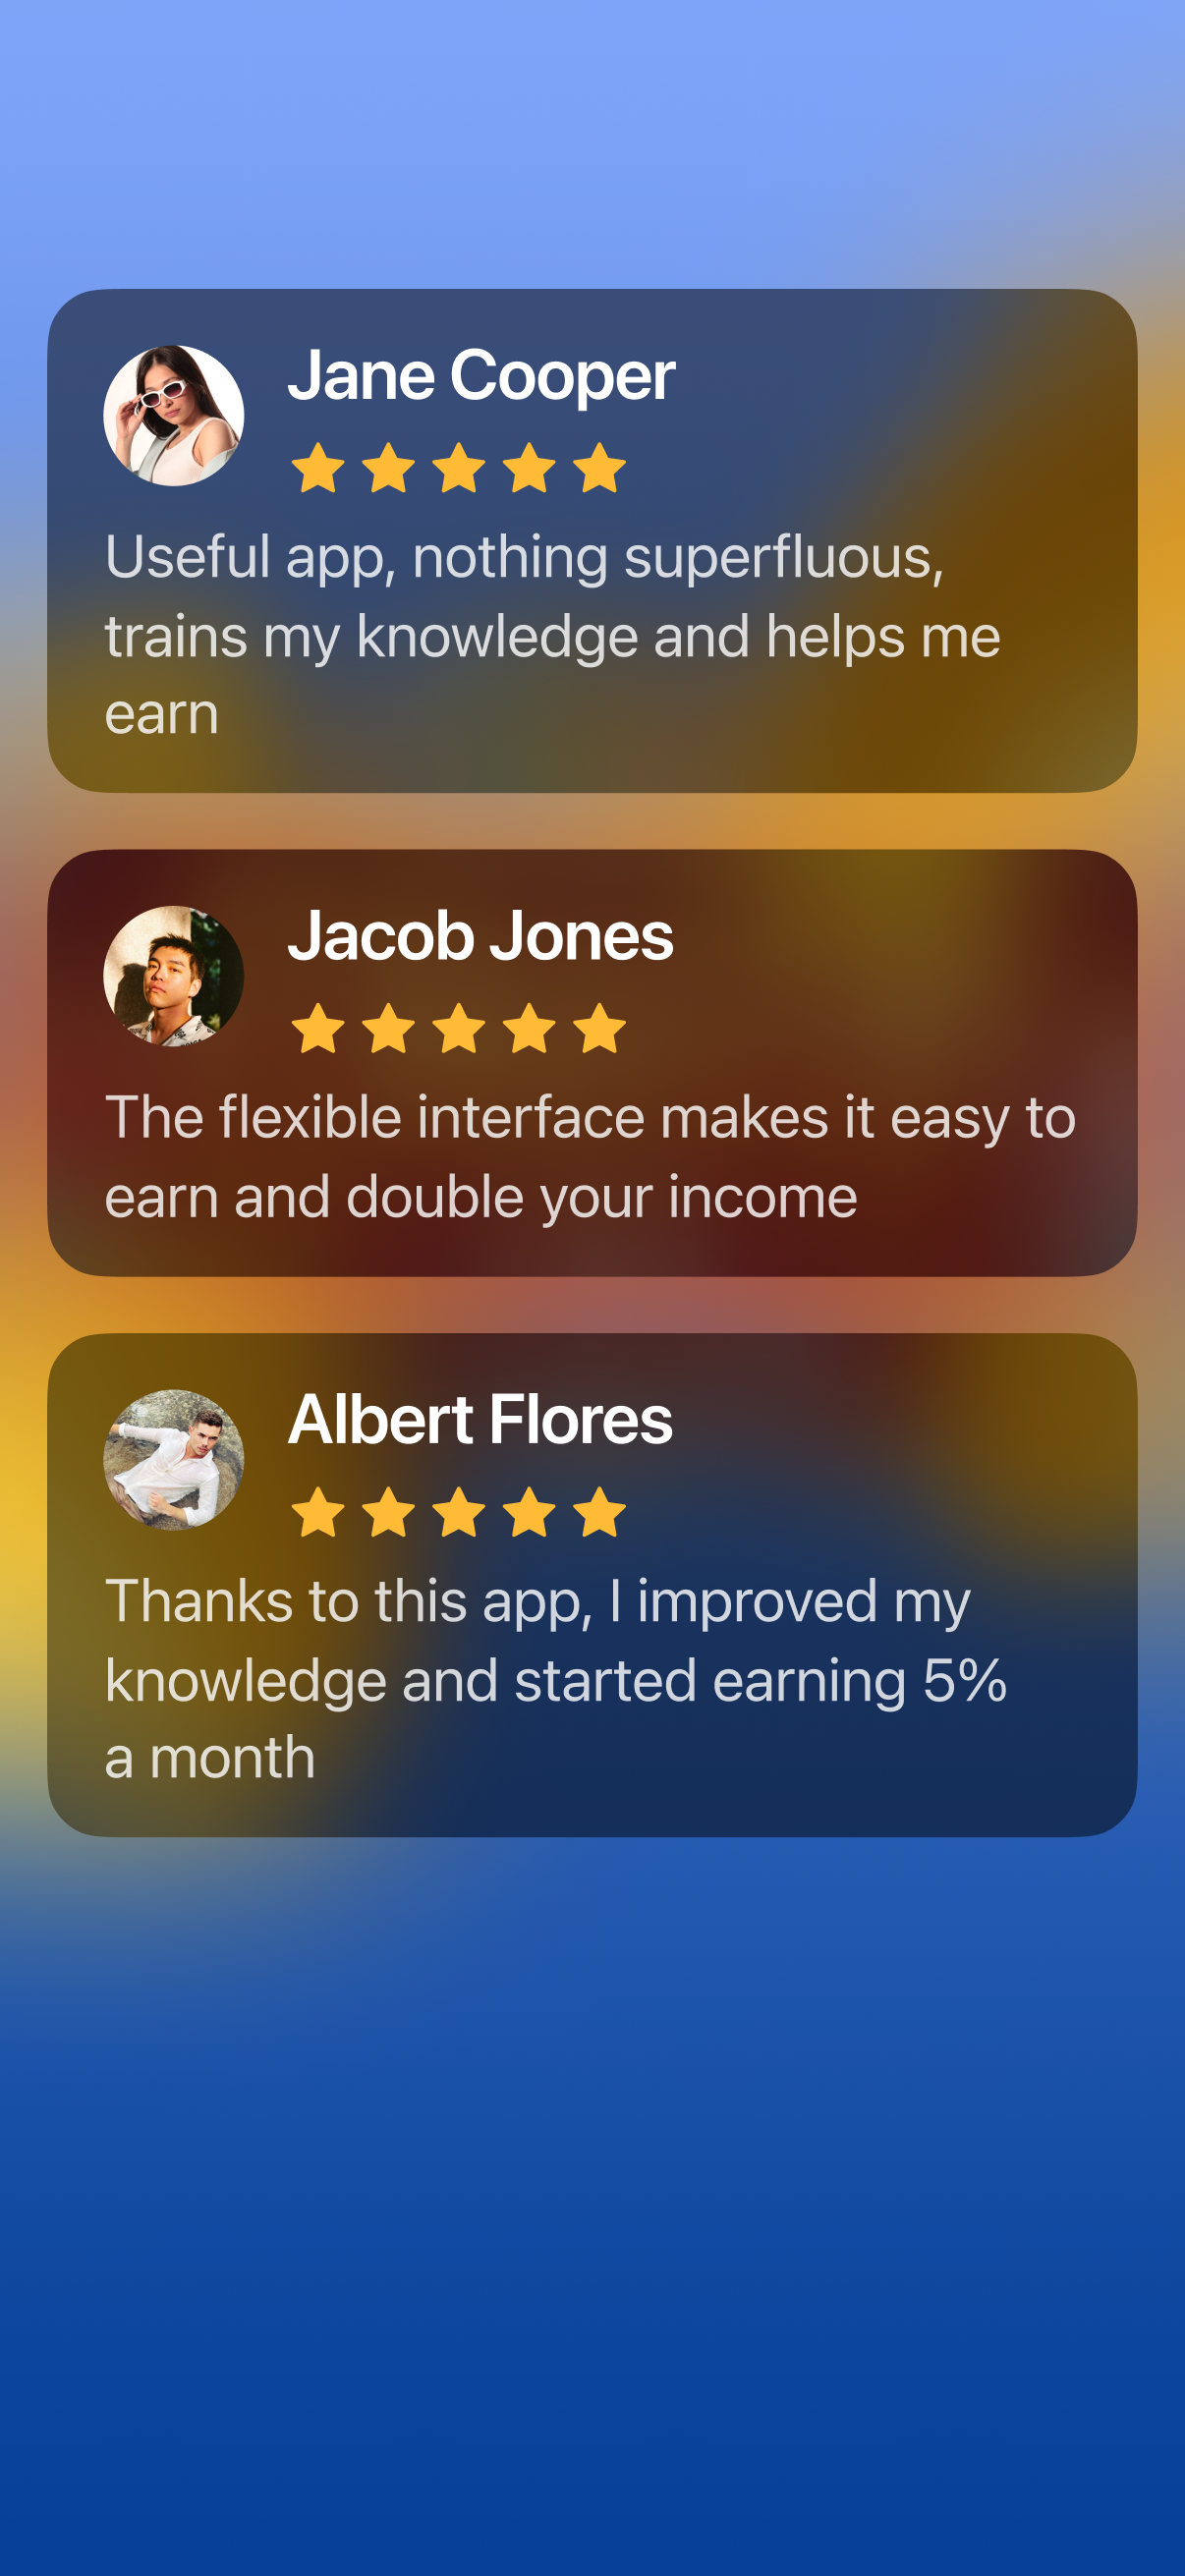 Jane Cooper
Useful app, nothing superfluous,
trains my knowledge and helps me
earn
Jacob Jones
The flexible interface makes it easy to
earn and double your income
Albert Flores
Thanks to this app, I improved my
knowledge and started earning 5%
a month